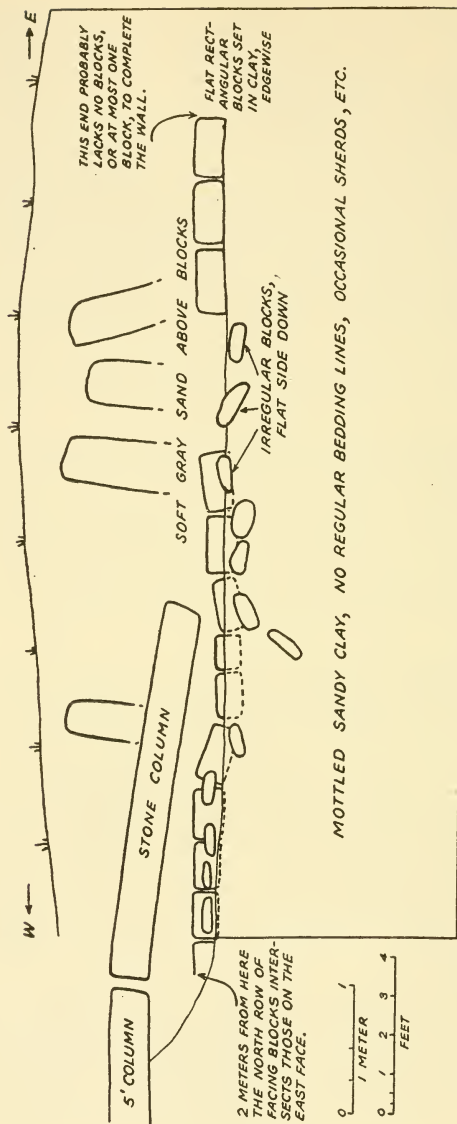 W ←
→ E
THIS END PROBABLY
LACKS NO BLOCKS,
OR AT MOST ONE
BLOCK, TO COMPLETE
THE WALL.
FLAT RECT-
ANGULAR
BLOCKS SET
IN CLAY,
EDGEWISE
SOFT GRAY SAND ABOVE BLOCKS
IRREGULAR BLOCKS,
FLAT SIDE DOWN
STONE COLUMN
5' COLUMN
MOTTLED SANDY CLAY, NO REGULAR BEDDING LINES, OCCASIONAL SHERDS, ETC.
2 METERS FROM HERE
THE NORTH ROW OF
FACING BLOCKS INTER-
SECTS THOSE ON THE
EAST FACE.
0 1
1 METER
0 1 2 3 4
FEET